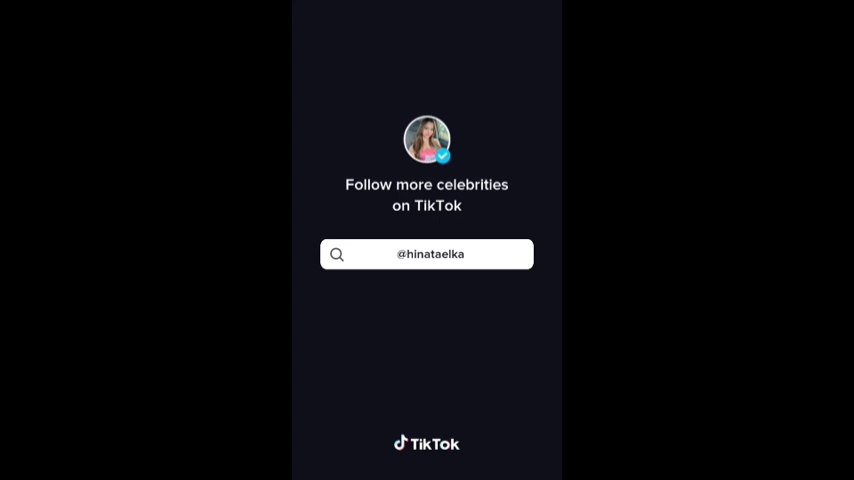 Follow more celebrities
on TikTok
@hinataelka
TikTok